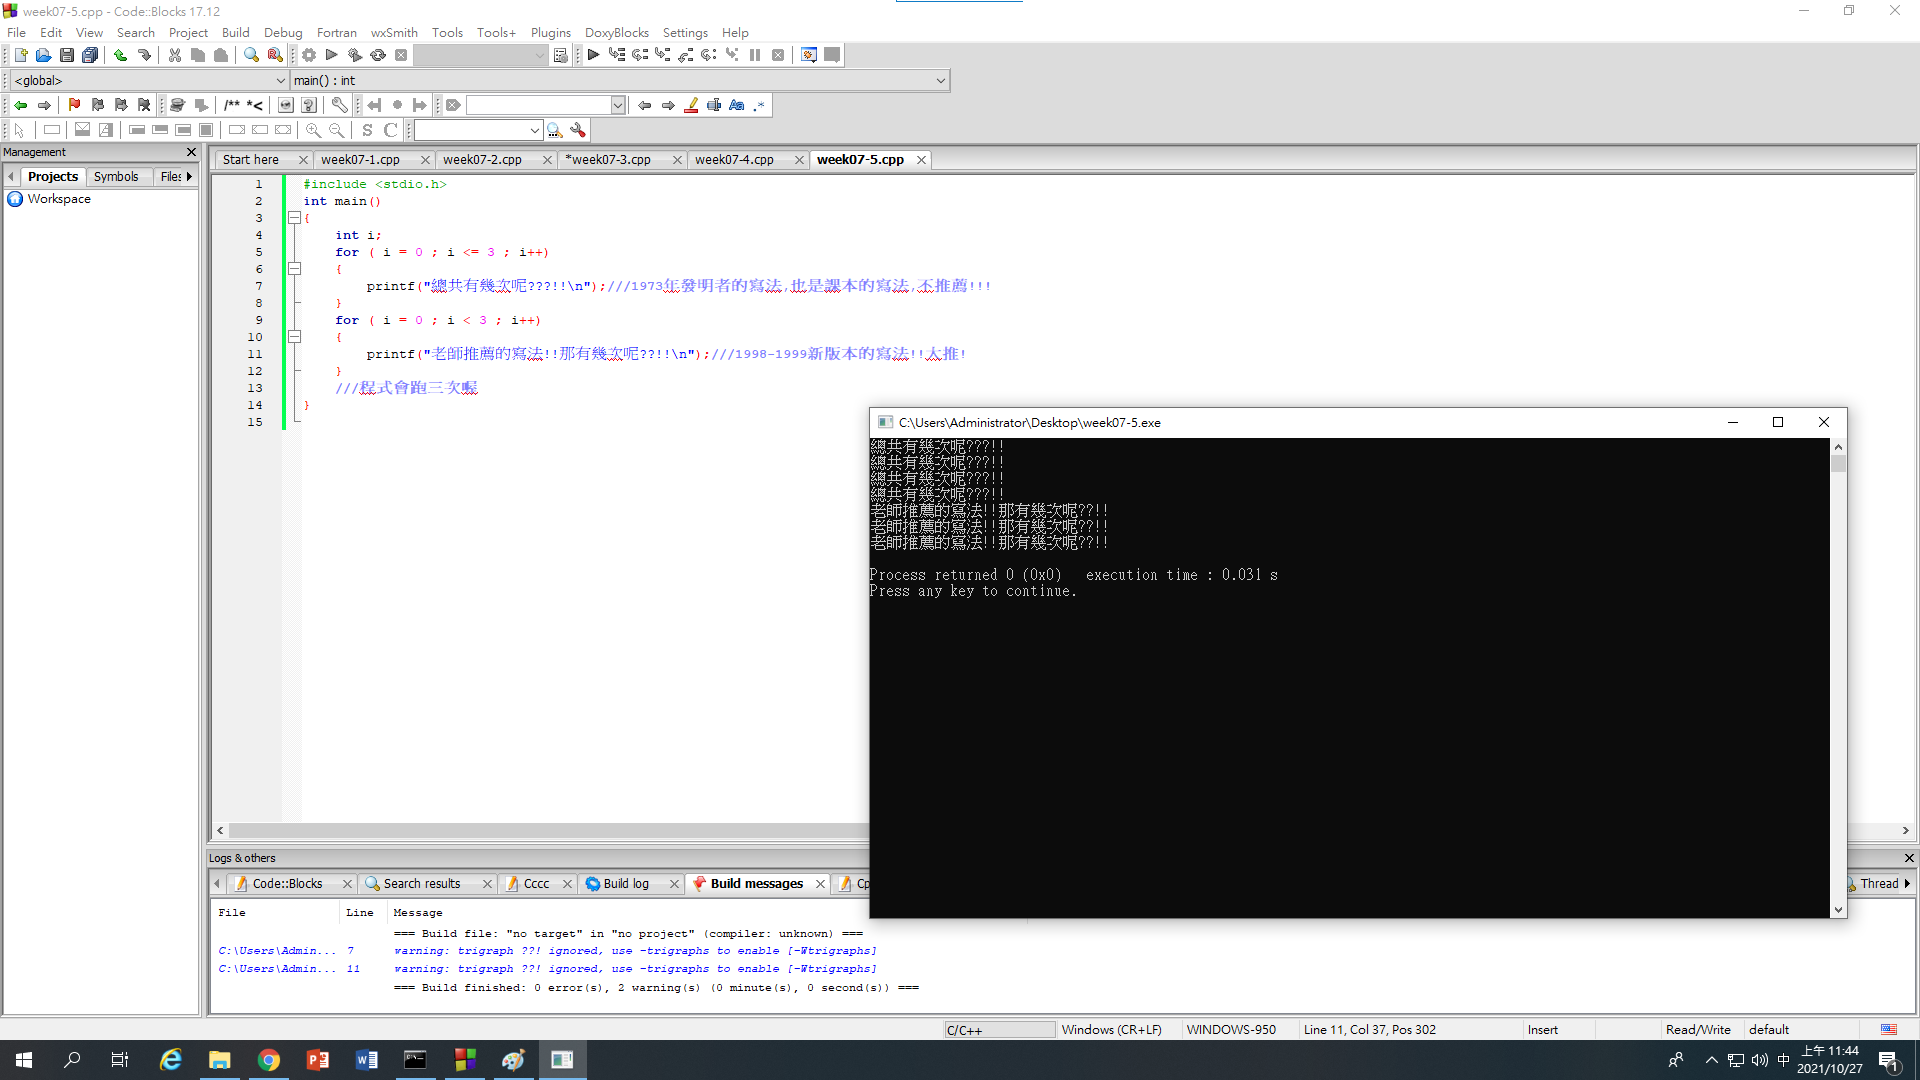 week07-5.cpp - Code::Blocks 17.12
File Edit View Search Project Build Debug Fortran wxSmith Tools Tools+ Plugins DoxyBlocks Settings Help
<global> main() : int
/** *<
Aa .*
S C
Management
Projects Symbols Files
Workspace
Start here week07-1.cpp week07-2.cpp *week07-3.cpp week07-4.cpp week07-5.cpp
1 #include <stdio.h>
2 int main()
3 {
4 int i;
5 for ( i = 0 ; i <= 3 ; i++)
6 {
7 printf("總共有幾次呢???!!\n");///1973年發明者的寫法,也是課本的寫法,不推薦!!!
8 }
9 for ( i = 0 ; i < 3 ; i++)
10 {
11 printf("老師推薦的寫法!!那有幾次呢??!!\n");///1998-1999新版本的寫法!!大推!
12 }
13 ///程式會跑三次喔
14 }
15
C:\Users\Administrator\Desktop\week07-5.exe
總共有幾次呢???!!
總共有幾次呢???!!
總共有幾次呢???!!
總共有幾次呢???!!
老師推薦的寫法!!那有幾次呢??!!
老師推薦的寫法!!那有幾次呢??!!
老師推薦的寫法!!那有幾次呢??!!
Process returned 0 (0x0) execution time : 0.031 s
Press any key to continue.
Logs & others
Code::Blocks Search results Cccc Build log Build messages Cp Thread
File Line Message
=== Build file: "no target" in "no project" (compiler: unknown) ===
C:\Users\Admin... 7 warning: trigraph ??! ignored, use -trigraphs to enable [-Wtrigraphs]
C:\Users\Admin... 11 warning: trigraph ??! ignored, use -trigraphs to enable [-Wtrigraphs]
=== Build finished: 0 error(s), 2 warning(s) (0 minute(s), 0 second(s)) ===
C/C++ Windows (CR+LF) WINDOWS-950 Line 11, Col 37, Pos 302 Insert Read/Write default
中 上午 11:44
2021/10/27
1